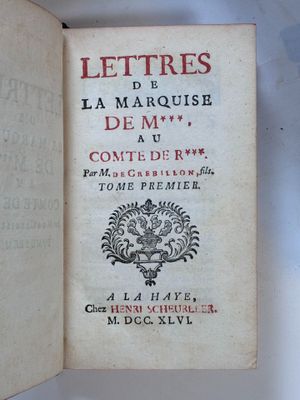 LETTRES
DE
LA MARQUISE
DE M***.
AU
COMTE DE R***.
Par M. DE CREBILLON, fils.
TOME PREMIER.
A LA HAYE,
Chez HENRI SCHEURLEER.
M. DCC. XLVI.